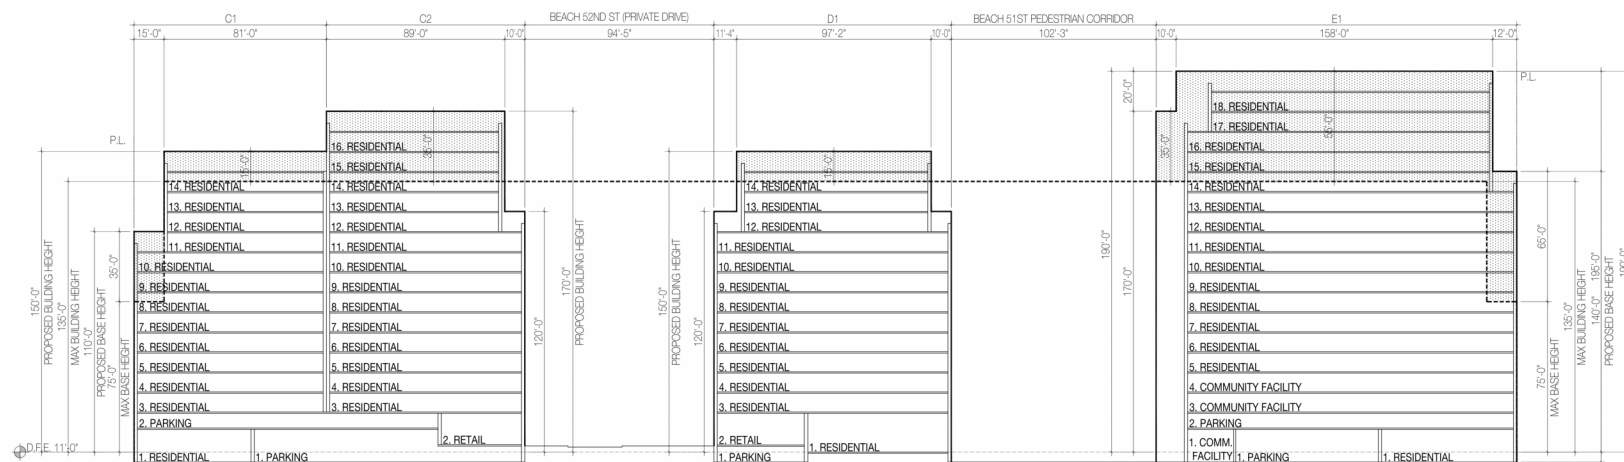 C1
C2
BEACH 52ND ST (PRIVATE DRIVE)
D1
BEACH 51ST PEDESTRIAN CORRIDOR
E1
15'-0"
81'-0"
89'-0"
10'-0"
94'-5"
11'-4"
97'-2"
10'-0"
102'-3"
10'-0"
158'-0"
12'-0"
P.L.
P.L.
150'-0"
PROPOSED BUILDING HEIGHT
135'-0"
MAX BUILDING HEIGHT
110'-0"
PROPOSED BASE HEIGHT
35'-0"
75'-0"
MAX BASE HEIGHT
D.F.E. 11'-0"
15'-0"
14. RESIDENTIAL
13. RESIDENTIAL
12. RESIDENTIAL
11. RESIDENTIAL
10. RESIDENTIAL
9. RESIDENTIAL
8. RESIDENTIAL
7. RESIDENTIAL
6. RESIDENTIAL
5. RESIDENTIAL
4. RESIDENTIAL
3. RESIDENTIAL
2. PARKING
1. RESIDENTIAL
1. PARKING
35'-0"
16. RESIDENTIAL
15. RESIDENTIAL
14. RESIDENTIAL
13. RESIDENTIAL
12. RESIDENTIAL
11. RESIDENTIAL
10. RESIDENTIAL
9. RESIDENTIAL
8. RESIDENTIAL
7. RESIDENTIAL
6. RESIDENTIAL
5. RESIDENTIAL
4. RESIDENTIAL
3. RESIDENTIAL
2. RETAIL
120'-0"
170'-0"
PROPOSED BUILDING HEIGHT
150'-0"
PROPOSED BUILDING HEIGHT
120'-0"
15'-0"
14. RESIDENTIAL
13. RESIDENTIAL
12. RESIDENTIAL
11. RESIDENTIAL
10. RESIDENTIAL
9. RESIDENTIAL
8. RESIDENTIAL
7. RESIDENTIAL
6. RESIDENTIAL
5. RESIDENTIAL
4. RESIDENTIAL
3. RESIDENTIAL
2. RETAIL
1. RESIDENTIAL
1. PARKING
190'-0"
20'-0"
170'-0"
35'-0"
55'-0"
18. RESIDENTIAL
17. RESIDENTIAL
16. RESIDENTIAL
15. RESIDENTIAL
14. RESIDENTIAL
13. RESIDENTIAL
12. RESIDENTIAL
11. RESIDENTIAL
10. RESIDENTIAL
9. RESIDENTIAL
8. RESIDENTIAL
7. RESIDENTIAL
6. RESIDENTIAL
5. RESIDENTIAL
4. COMMUNITY FACILITY
3. COMMUNITY FACILITY
2. PARKING
1. COMM.
FACILITY
1. PARKING
1. RESIDENTIAL
65'-0"
75'-0"
MAX BASE HEIGHT
135'-0"
MAX BUILDING HEIGHT
140'-0"
195'-0"
PROPOSED BASE HEIGHT